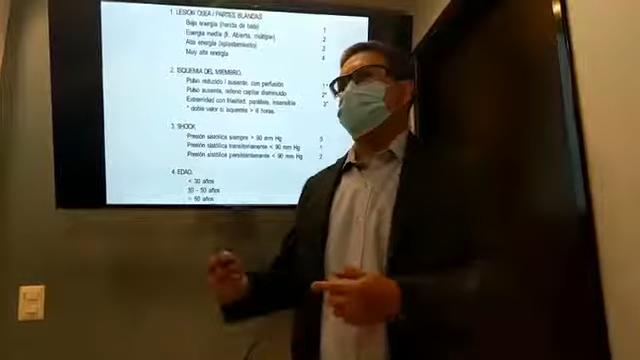 1. LESION OSEA / PARTES BLANDAS
Baja energía (herida de bala) 1
Energía media (fr. Abierta, múltiple) 2
Alta energía (aplastamiento) 3
Muy alta energía 4
2. ISQUEMIA DEL MIEMBRO.
Pulso reducido / ausente, con perfusión 1*
Pulso ausente, relleno capilar disminuido 2*
Extremidad con frialdad, parálisis, insensible 3*
* doble valor si isquemia > 6 horas.
3. SHOCK.
Presión sistólica siempre > 90 mm Hg 0
Presión sistólica transitoriamente < 90 mm Hg 1
Presión sistólica persistentemente < 90 mm Hg 2
4. EDAD.
< 30 años
30 - 50 años
> 50 años